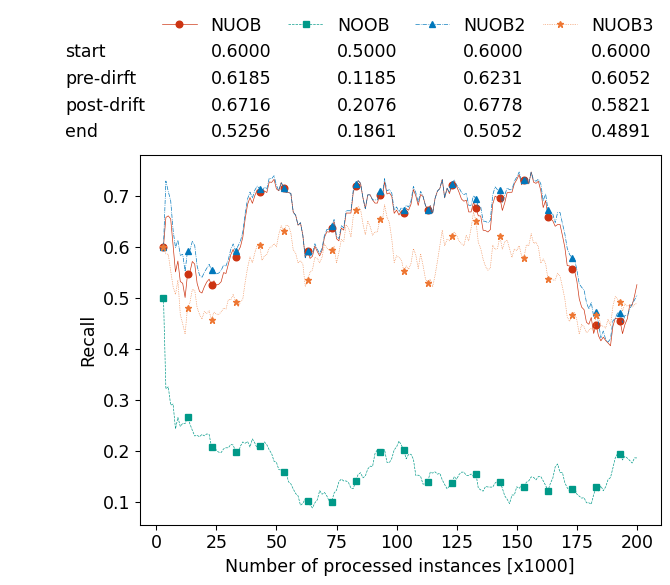 NUOB NOOB NUOB2 NUOB3
start 0.6000 0.5000 0.6000 0.6000
pre-dirft 0.6185 0.1185 0.6231 0.6052
post-drift 0.6716 0.2076 0.6778 0.5821
end 0.5256 0.1861 0.5052 0.4891
0.7
0.6
0.5
0.4
0.3
0.2
0.1
Recall
0 25 50 75 100 125 150 175 200
Number of processed instances [x1000]